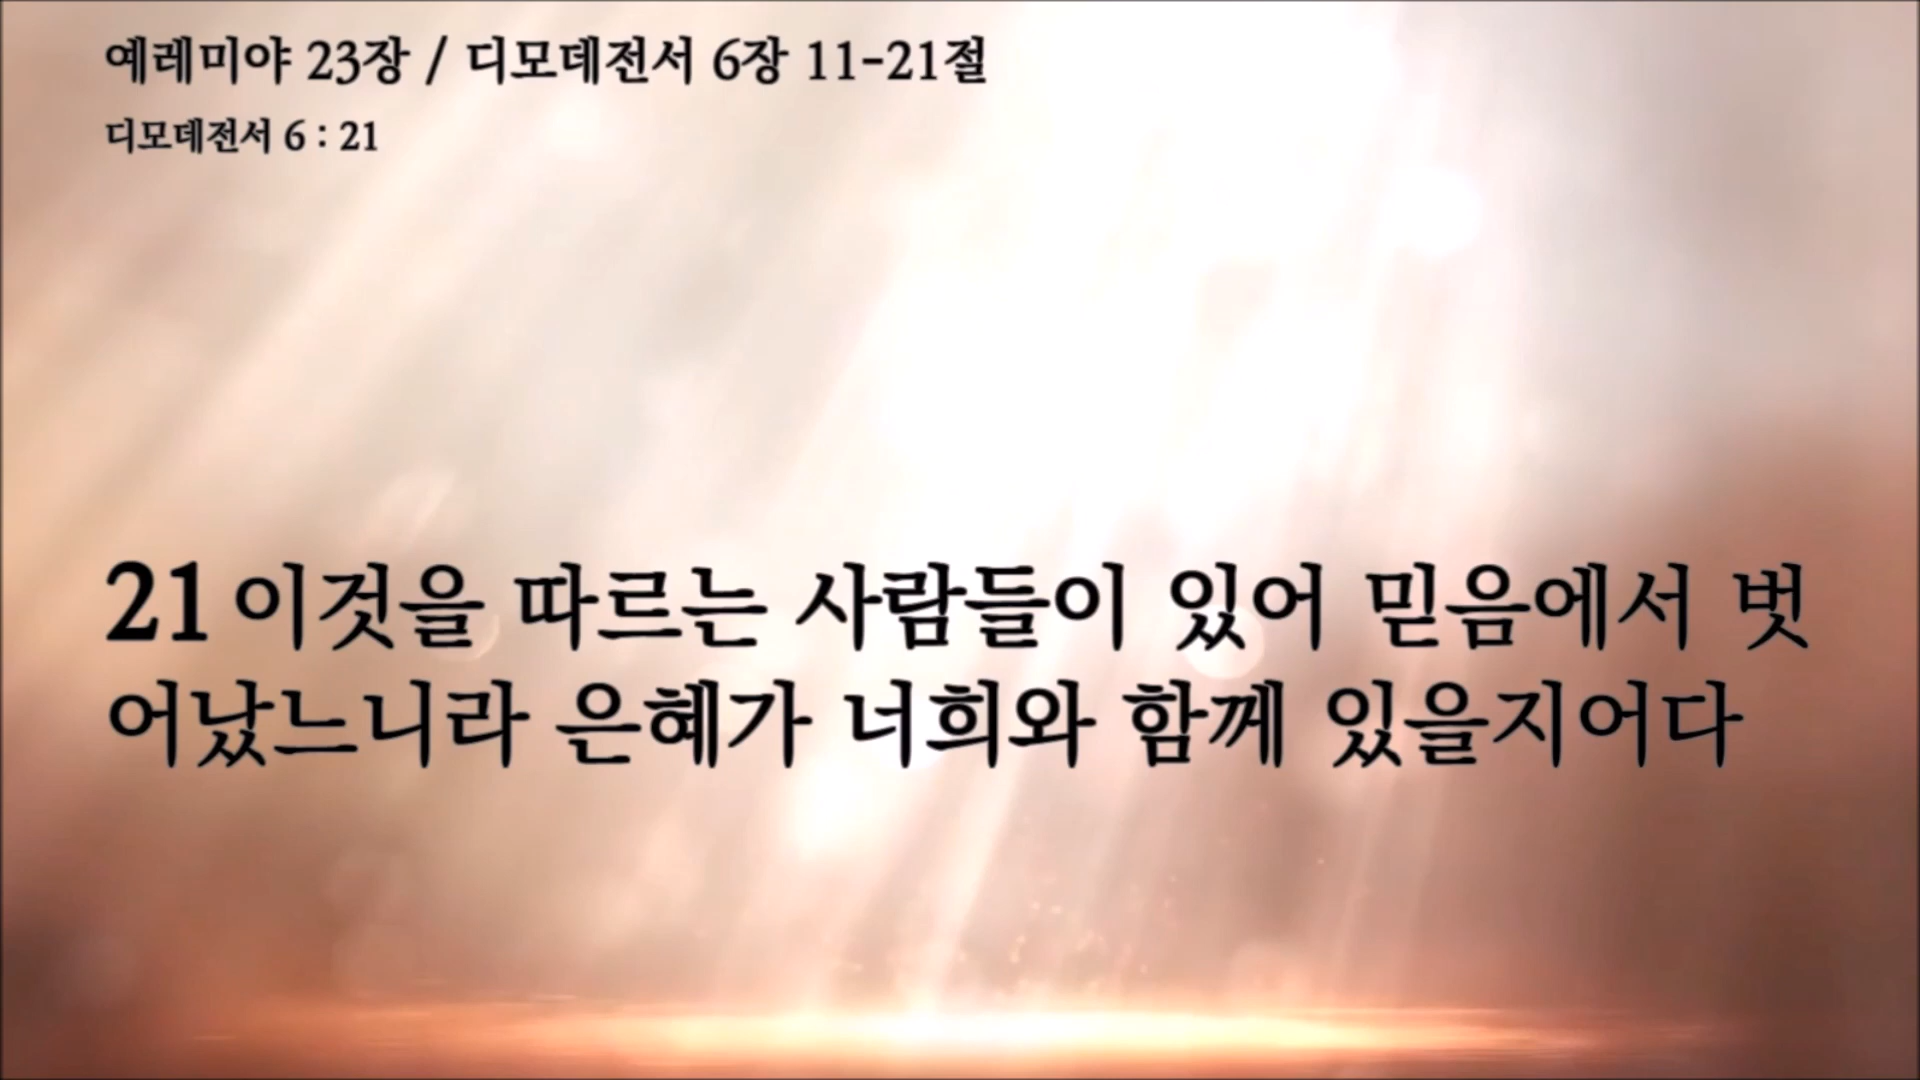 예레미야 23장 / 디모데전서 6장 11-21절
디모데전서 6 : 21
21 이것을 따르는 사람들이 있어 믿음에서 벗
어났느니라 은혜가 너희와 함께 있을지어다